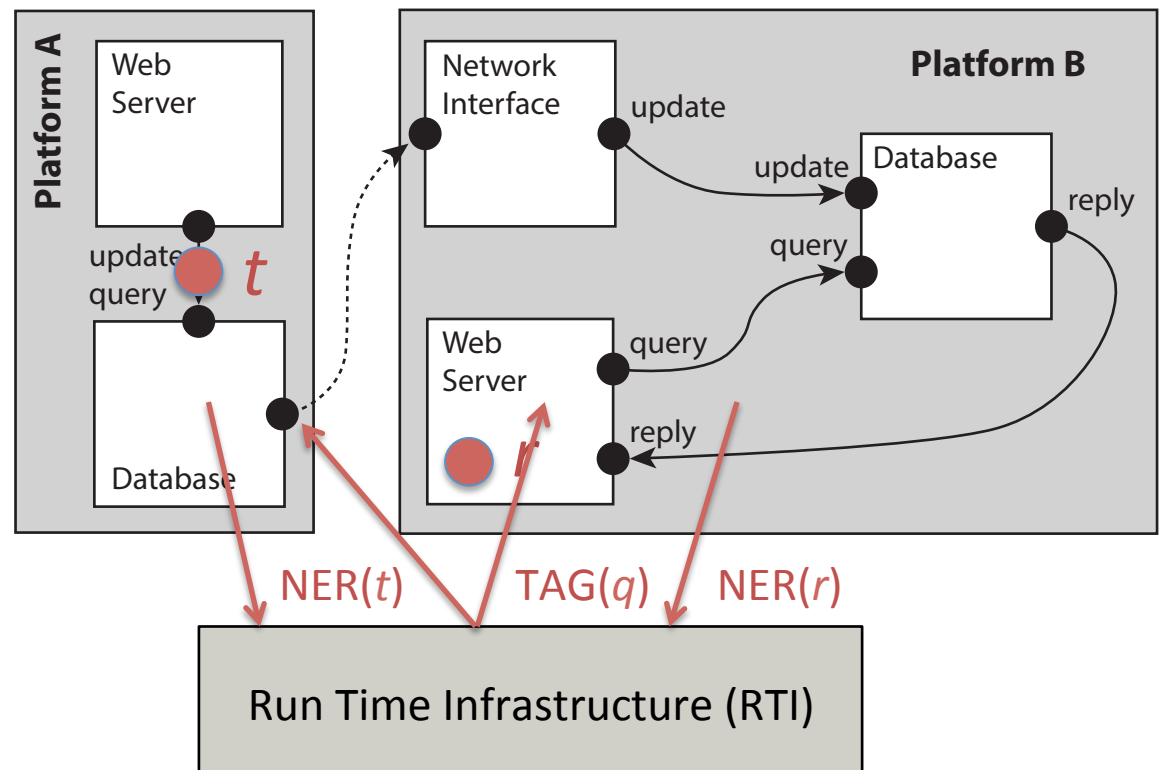 Platform A
Web
Server
update
query
t
Database
Network
Interface
update
Platform B
update
Database
query
reply
Web
Server
query
reply
r
NER(t)
TAG(q)
NER(r)
Run Time Infrastructure (RTI)